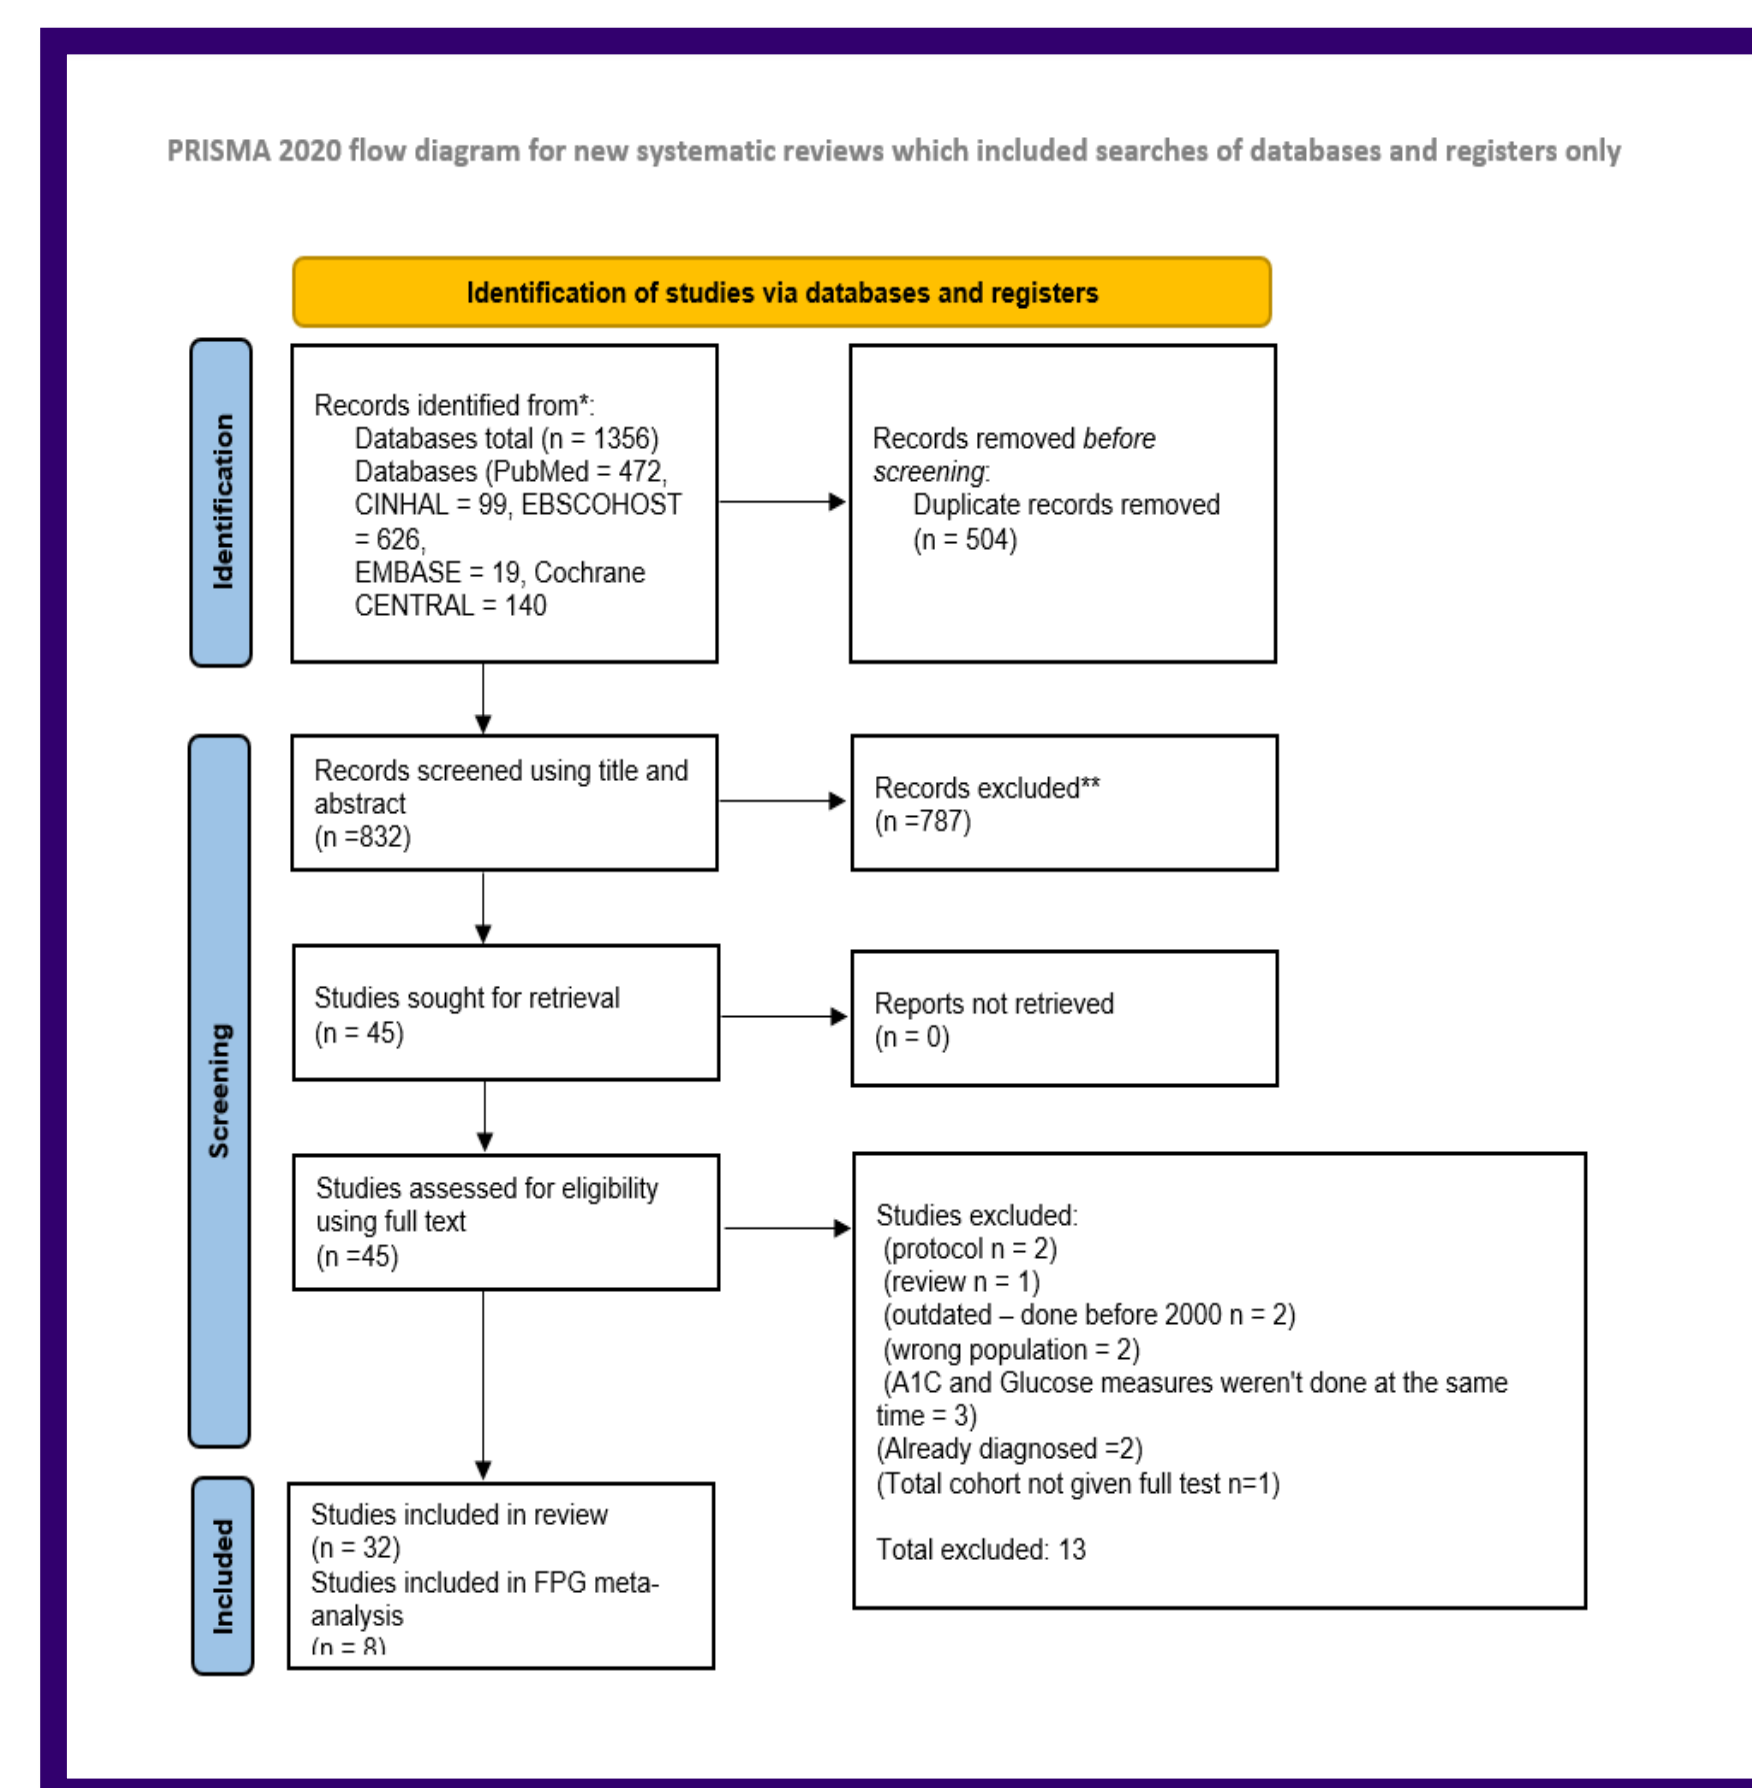 PRISMA 2020 flow diagram for new systematic reviews which included searches of databases and registers only
Identification of studies via databases and registers
Identification
Records identified from*:
Databases total (n = 1356)
Databases (PubMed = 472,
CINHAL = 99, EBSCOHOST
= 626,
EMBASE = 19, Cochrane
CENTRAL = 140
Records removed before
screening:
Duplicate records removed
(n = 504)
Screening
Records screened using title and
abstract
(n =832)
Records excluded**
(n =787)
Studies sought for retrieval
(n = 45)
Reports not retrieved
(n = 0)
Studies assessed for eligibility
using full text
(n =45)
Studies excluded:
(protocol n = 2)
(review n = 1)
(outdated – done before 2000 n = 2)
(wrong population = 2)
(A1C and Glucose measures weren't done at the same
time = 3)
(Already diagnosed =2)
(Total cohort not given full test n=1)
Total excluded: 13
Included
Studies included in review
(n = 32)
Studies included in FPG meta-
analysis
(n = 8)